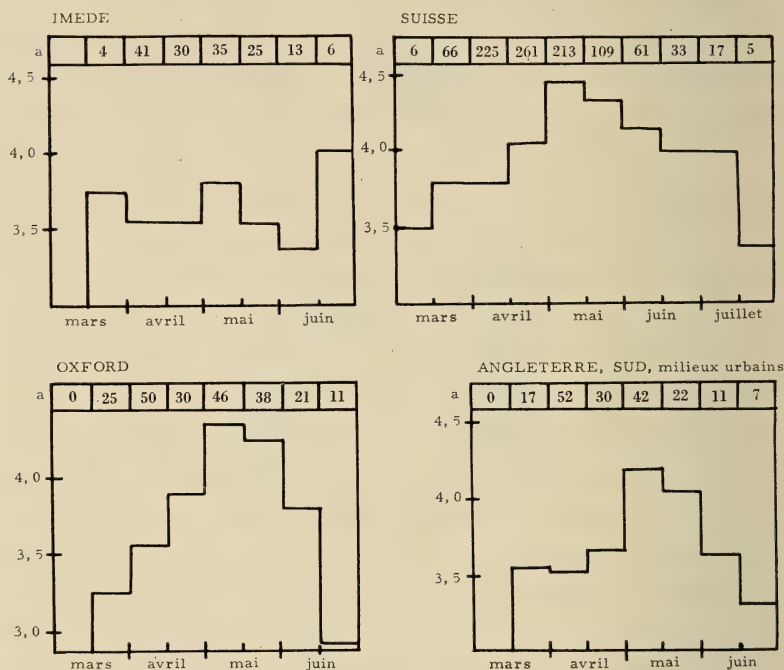 IMEDE
a 4 41 30 35 25 13 6
4,5
4,0
3,5
mars avril mai juin
SUISSE
a 6 66 225 261 213 109 61 33 17 5
4,5
4,0
3,5
mars avril mai juin juillet
OXFORD
a 0 25 50 30 46 38 21 11
4,0
3,5
3,0
mars avril mai juin
ANGLETERRE, SUD, milieux urbains
a 0 17 52 30 42 22 11 7
4,5
4,0
3,5
mars avril mai juin